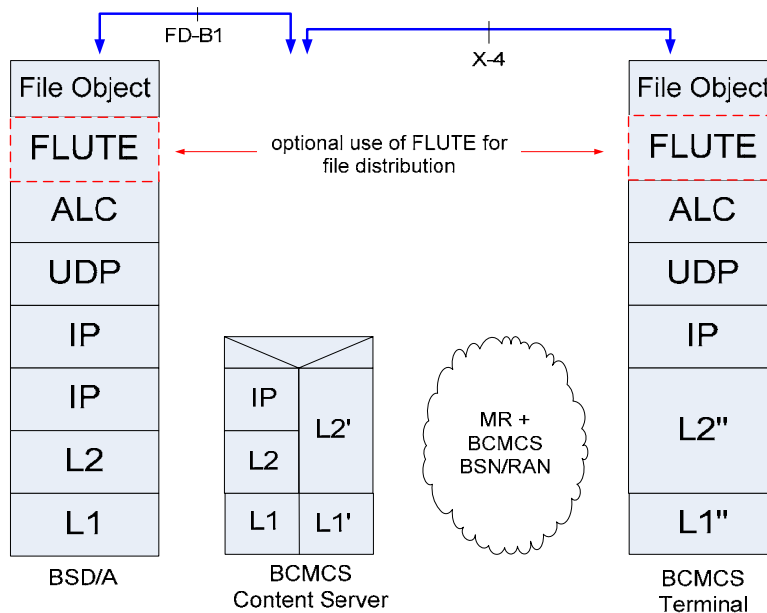 FD-B1
X-4
File Object
FLUTE
ALC
UDP
IP
IP
L2
L1
BSD/A
optional use of FLUTE for
file distribution
IP
L2
L1
L2'
L1'
BCMCS
Content Server
MR +
BCMCS
BSN/RAN
File Object
FLUTE
ALC
UDP
IP
L2"
L1"
BCMCS
Terminal